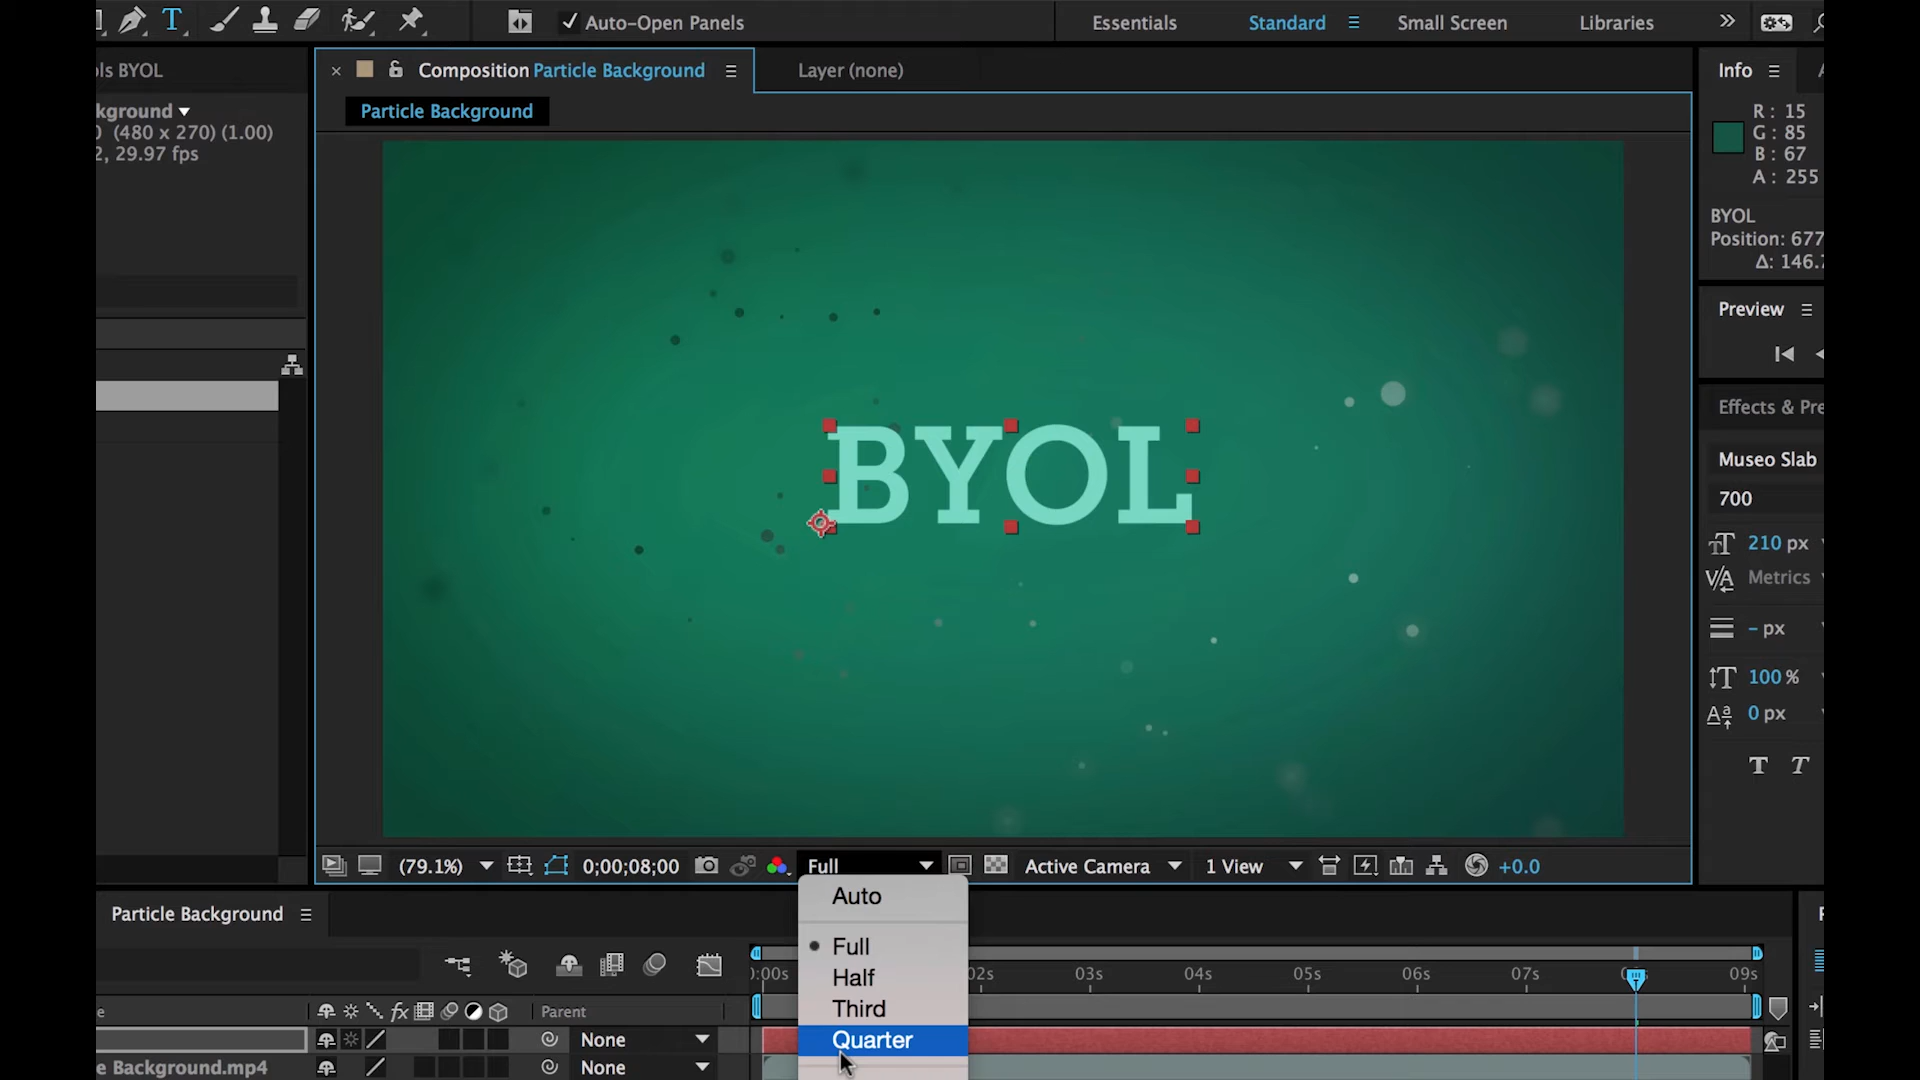 Auto-Open Panels
Essentials
Standard
Small Screen
Libraries
ls BYOL
Composition Particle Background
Layer (none)
Info
kground
Particle Background
R: 15
(480 x 270) (1.00)
G: 85
2, 29.97 fps
B: 67
A: 255
BYOL
Position: 677
Δ: 146.7
Preview
Effects & Pre
BYOL
Museo Slab
700
210 px
Metrics
- px
100 %
0 px
T T
(79.1%)
0;00;08;00
Full
Active Camera
1 View
+0.0
Auto
Particle Background
Full
Half
Third
Quarter
:00s
02s
03s
04s
05s
06s
07s
09s
fx
Parent
None
e Background.mp4
None